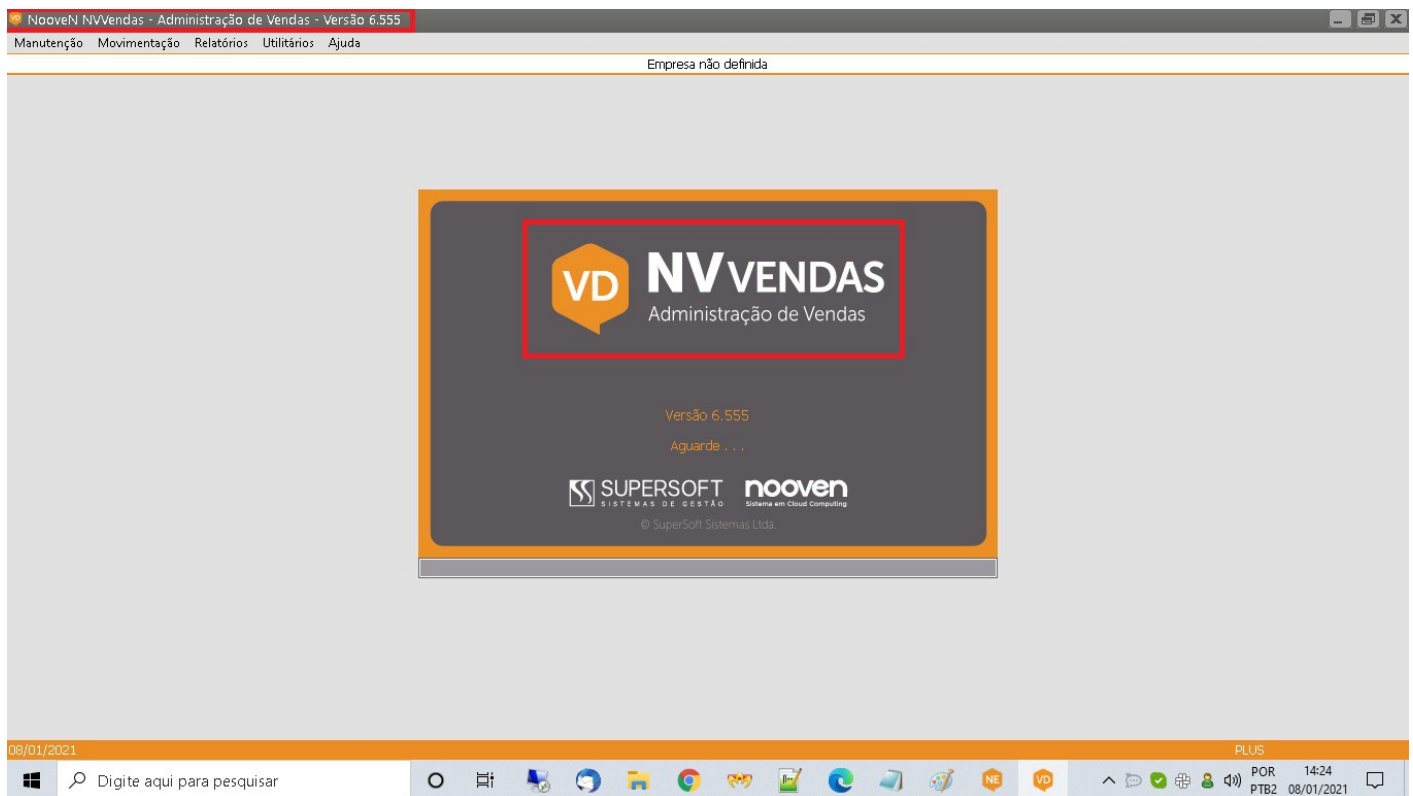 NooveN NVVendas - Administração de Vendas - Versão 6.555
Manutenção Movimentação Relatórios Utilitários Ajuda
Empresa não definida
VD
NV VENDAS
Administração de Vendas
Versão 6.555
Aguarde . . .
SUPERSOFT
SISTEMAS DE GESTÃO
nooven
Sistema em Cloud Computing
© SuperSoft Sistemas Ltda.
08/01/2021 PLUS
Digite aqui para pesquisar
NE VD
POR 14:24
PTB2 08/01/2021